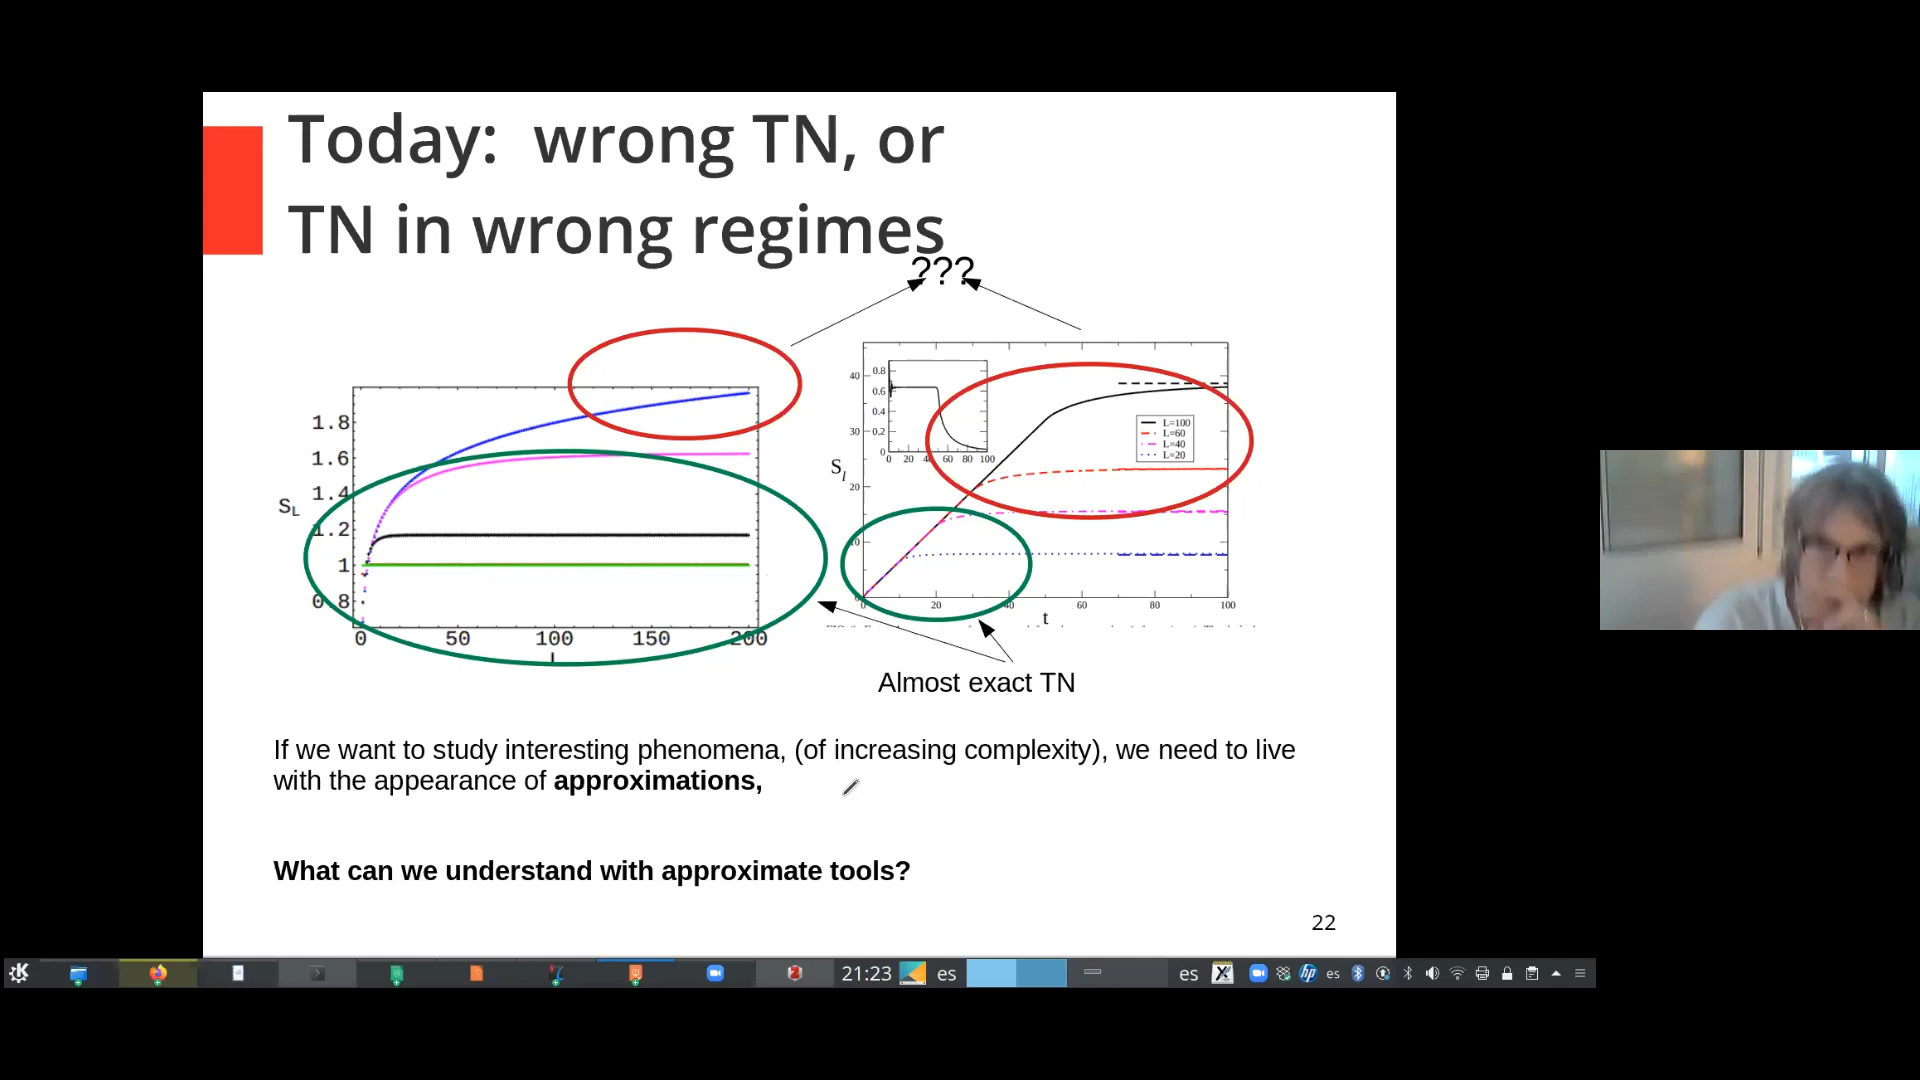 Today: wrong TN, or
TN in wrong regimes
???
1.8
1.6
1.4
1.2
1
0.8
S_L
0 50 100 150 200
40
30
20
S_l
0.8
0.6
0.4
0.2
0
0 20 40 60 80 100
L=100
L=60
L=40
L=20
0 20 40 60 80 100
t
Almost exact TN
If we want to study interesting phenomena, (of increasing complexity), we need to live
with the appearance of approximations,
What can we understand with approximate tools?
22
21:23 es es es